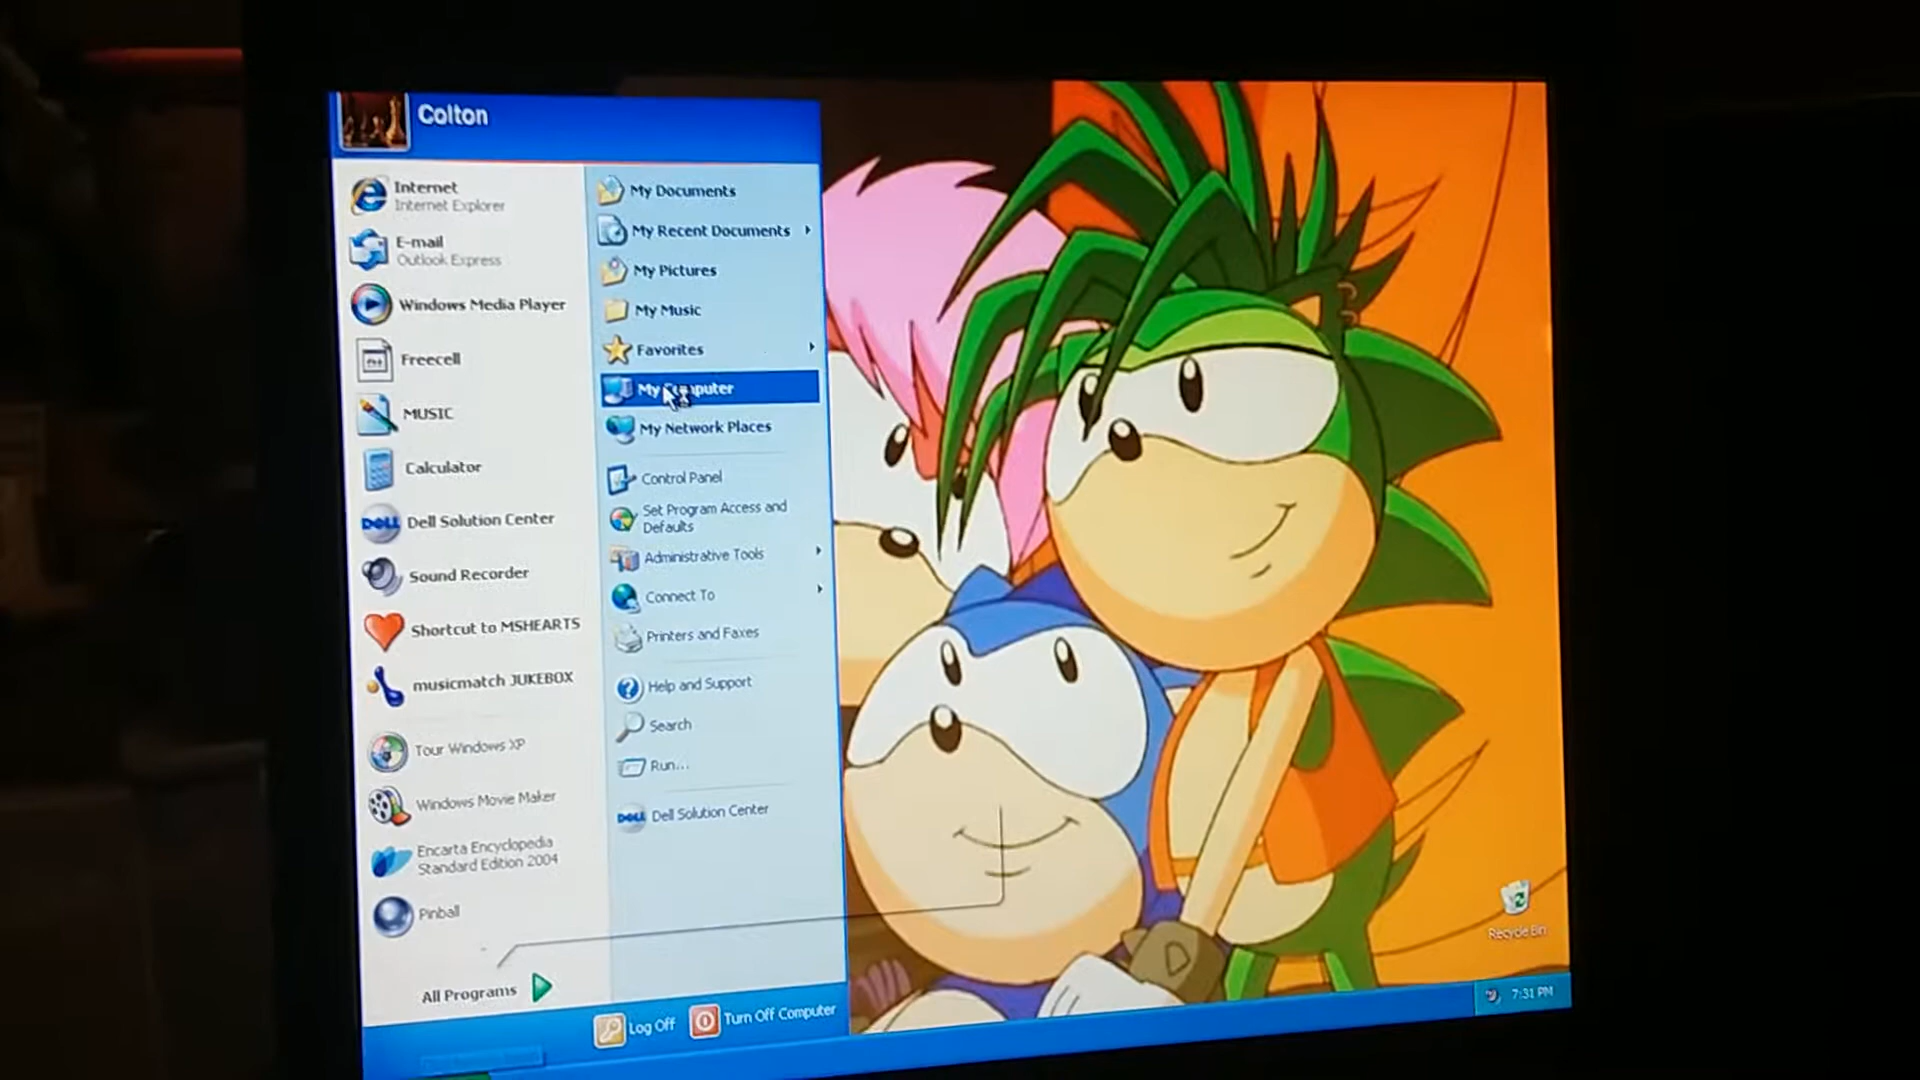 Colton
Internet
Internet Explorer
E-mail
Outlook Express
Windows Media Player
Freecell
MUSIC
Calculator
DELL Dell Solution Center
Sound Recorder
Shortcut to MSHEARTS
musicmatch JUKEBOX
Tour Windows XP
Windows Movie Maker
Encarta Encyclopedia
Standard Edition 2004
Pinball
All Programs
My Documents
My Recent Documents
My Pictures
My Music
Favorites
My Computer
My Network Places
Control Panel
Set Program Access and
Defaults
Administrative Tools
Connect To
Printers and Faxes
Help and Support
Search
Run...
DELL Dell Solution Center
Log Off
Turn Off Computer
Recycle Bin
7:31 PM